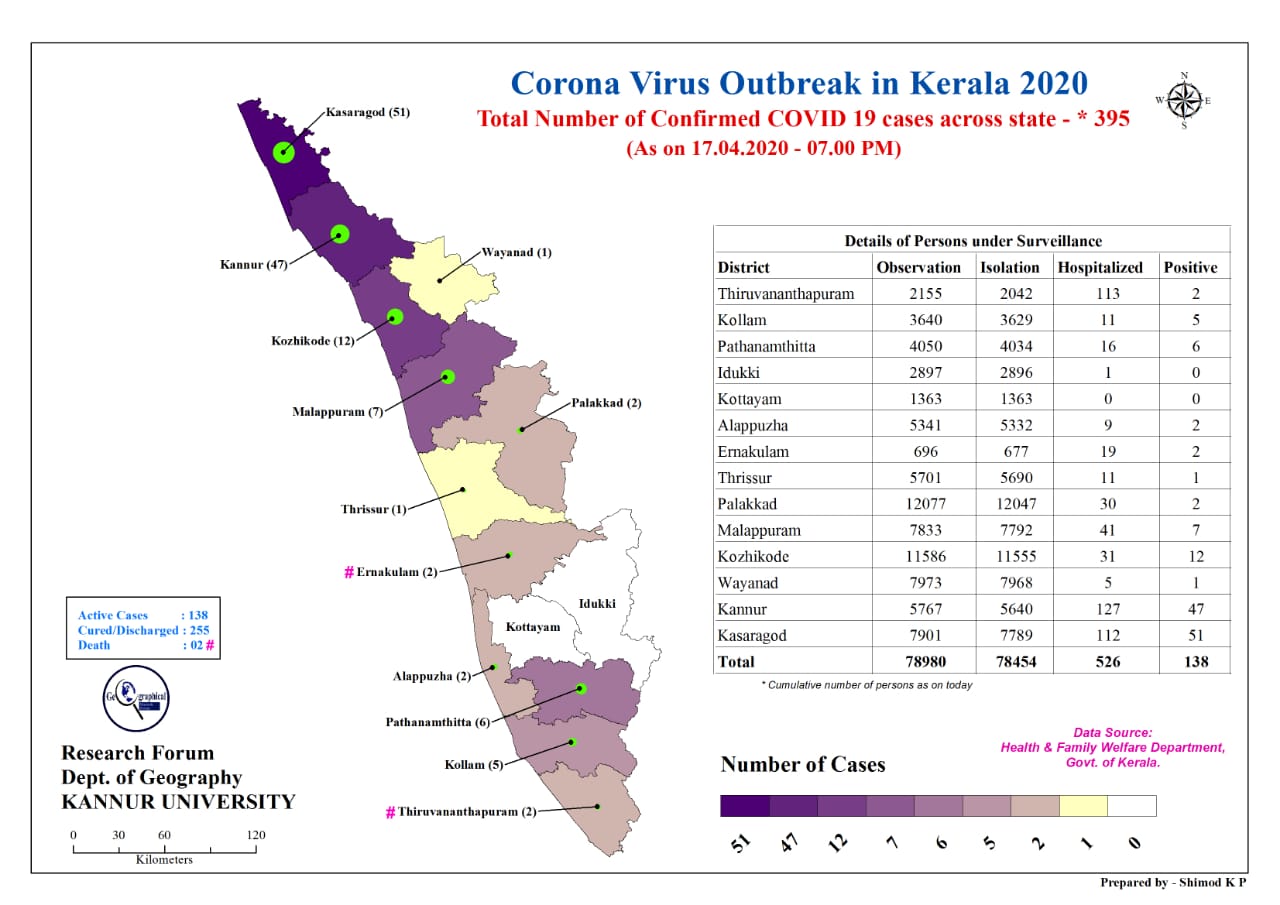 Corona Virus Outbreak in Kerala 2020
Total Number of Confirmed COVID 19 cases across state - * 395
(As on 17.04.2020 - 07.00 PM)
N
W E
S
Kasaragod (51)
Kannur (47)
Wayanad (1)
Kozhikode (12)
Malappuram (7)
Palakkad (2)
Thrissur (1)
# Ernakulam (2)
Idukki
Kottayam
Alappuzha (2)
Pathanamthitta (6)
Kollam (5)
# Thiruvananthapuram (2)
Details of Persons under Surveillance
District Observation Isolation Hospitalized Positive
Thiruvananthapuram 2155 2042 113 2
Kollam 3640 3629 11 5
Pathanamthitta 4050 4034 16 6
Idukki 2897 2896 1 0
Kottayam 1363 1363 0 0
Alappuzha 5341 5332 9 2
Ernakulam 696 677 19 2
Thrissur 5701 5690 11 1
Palakkad 12077 12047 30 2
Malappuram 7833 7792 41 7
Kozhikode 11586 11555 31 12
Wayanad 7973 7968 5 1
Kannur 5767 5640 127 47
Kasaragod 7901 7789 112 51
Total 78980 78454 526 138
* Cumulative number of persons as on today
Data Source:
Health & Family Welfare Department,
Govt. of Kerala.
Number of Cases
51 47 12 7 6 5 2 1 0
Active Cases : 138
Cured/Discharged : 255
Death : 02 #
Ge graphical
Research Forum
Dept. of Geography
KANNUR UNIVERSITY
0 30 60 120
Kilometers
Prepared by - Shimod K P